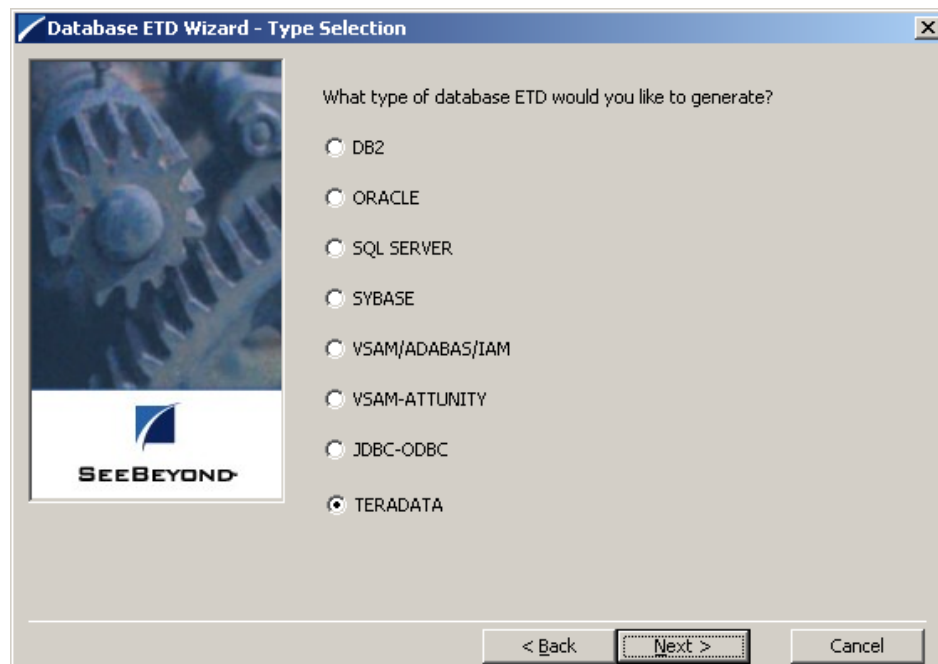 Database ETD Wizard - Type Selection
What type of database ETD would you like to generate?
DB2
ORACLE
SQL SERVER
SYBASE
VSAM/ADABAS/IAM
VSAM-ATTUNITY
JDBC-ODBC
TERADATA
SEEBEYOND
< Back
Next >
Cancel